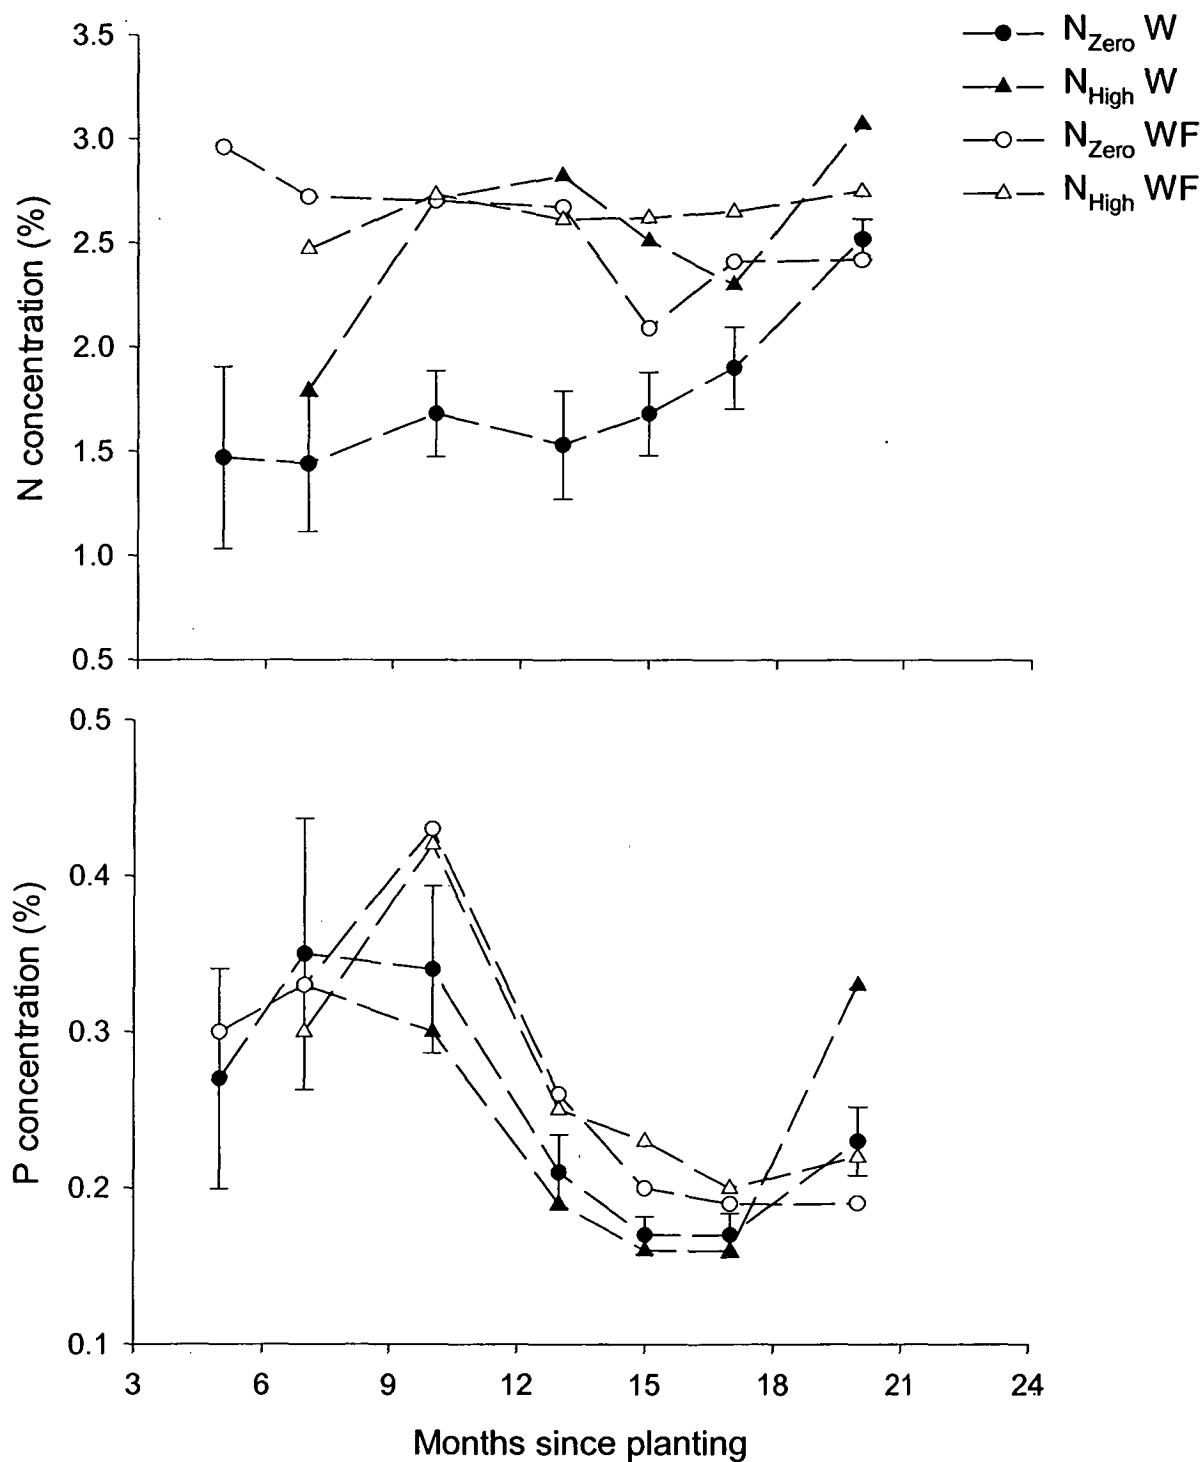 N_Zero W
N_High W
N_Zero WF
N_High WF
3.5
3.0
2.5
2.0
1.5
1.0
0.5
N concentration (%)
0.5
0.4
0.3
0.2
0.1
P concentration (%)
3 6 9 12 15 18 21 24
Months since planting